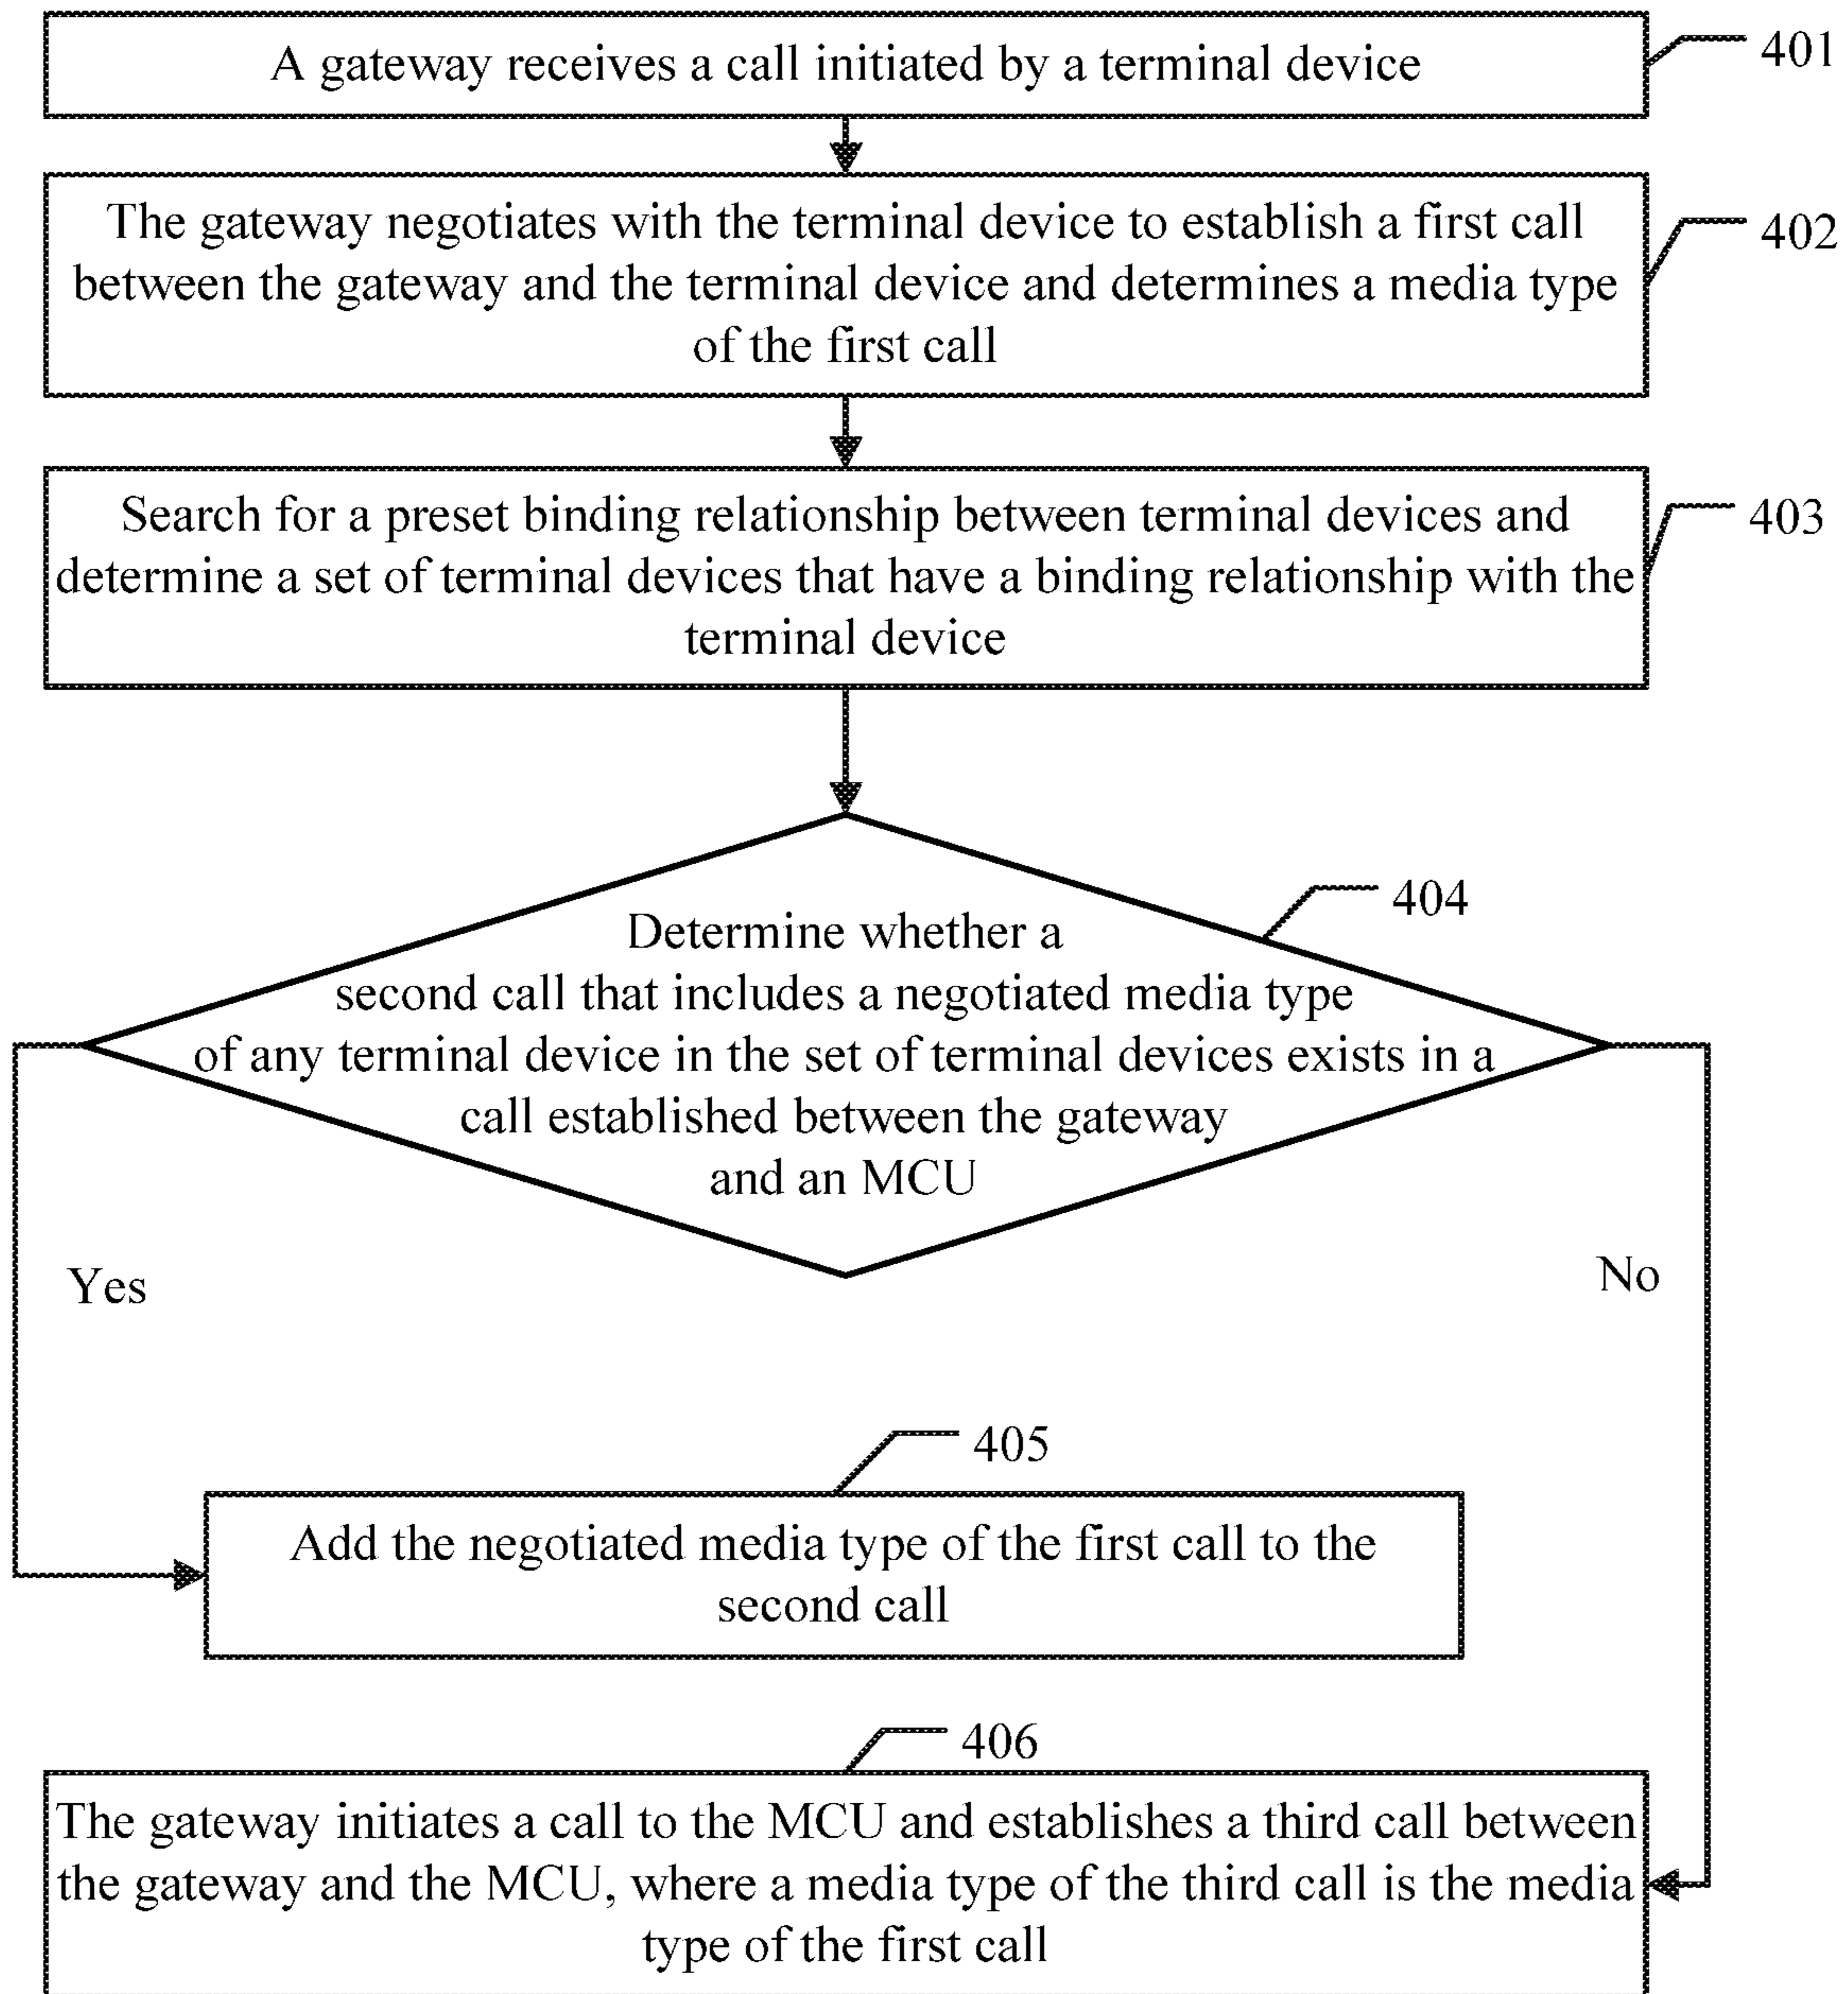 A gateway receives a call initiated by a terminal device
401
The gateway negotiates with the terminal device to establish a first call
between the gateway and the terminal device and determines a media type
of the first call
402
Search for a preset binding relationship between terminal devices and
determine a set of terminal devices that have a binding relationship with the
terminal device
403
404
Determine whether a
second call that includes a negotiated media type
of any terminal device in the set of terminal devices exists in a
call established between the gateway
and an MCU
Yes
No
405
Add the negotiated media type of the first call to the
second call
406
The gateway initiates a call to the MCU and establishes a third call between
the gateway and the MCU, where a media type of the third call is the media
type of the first call